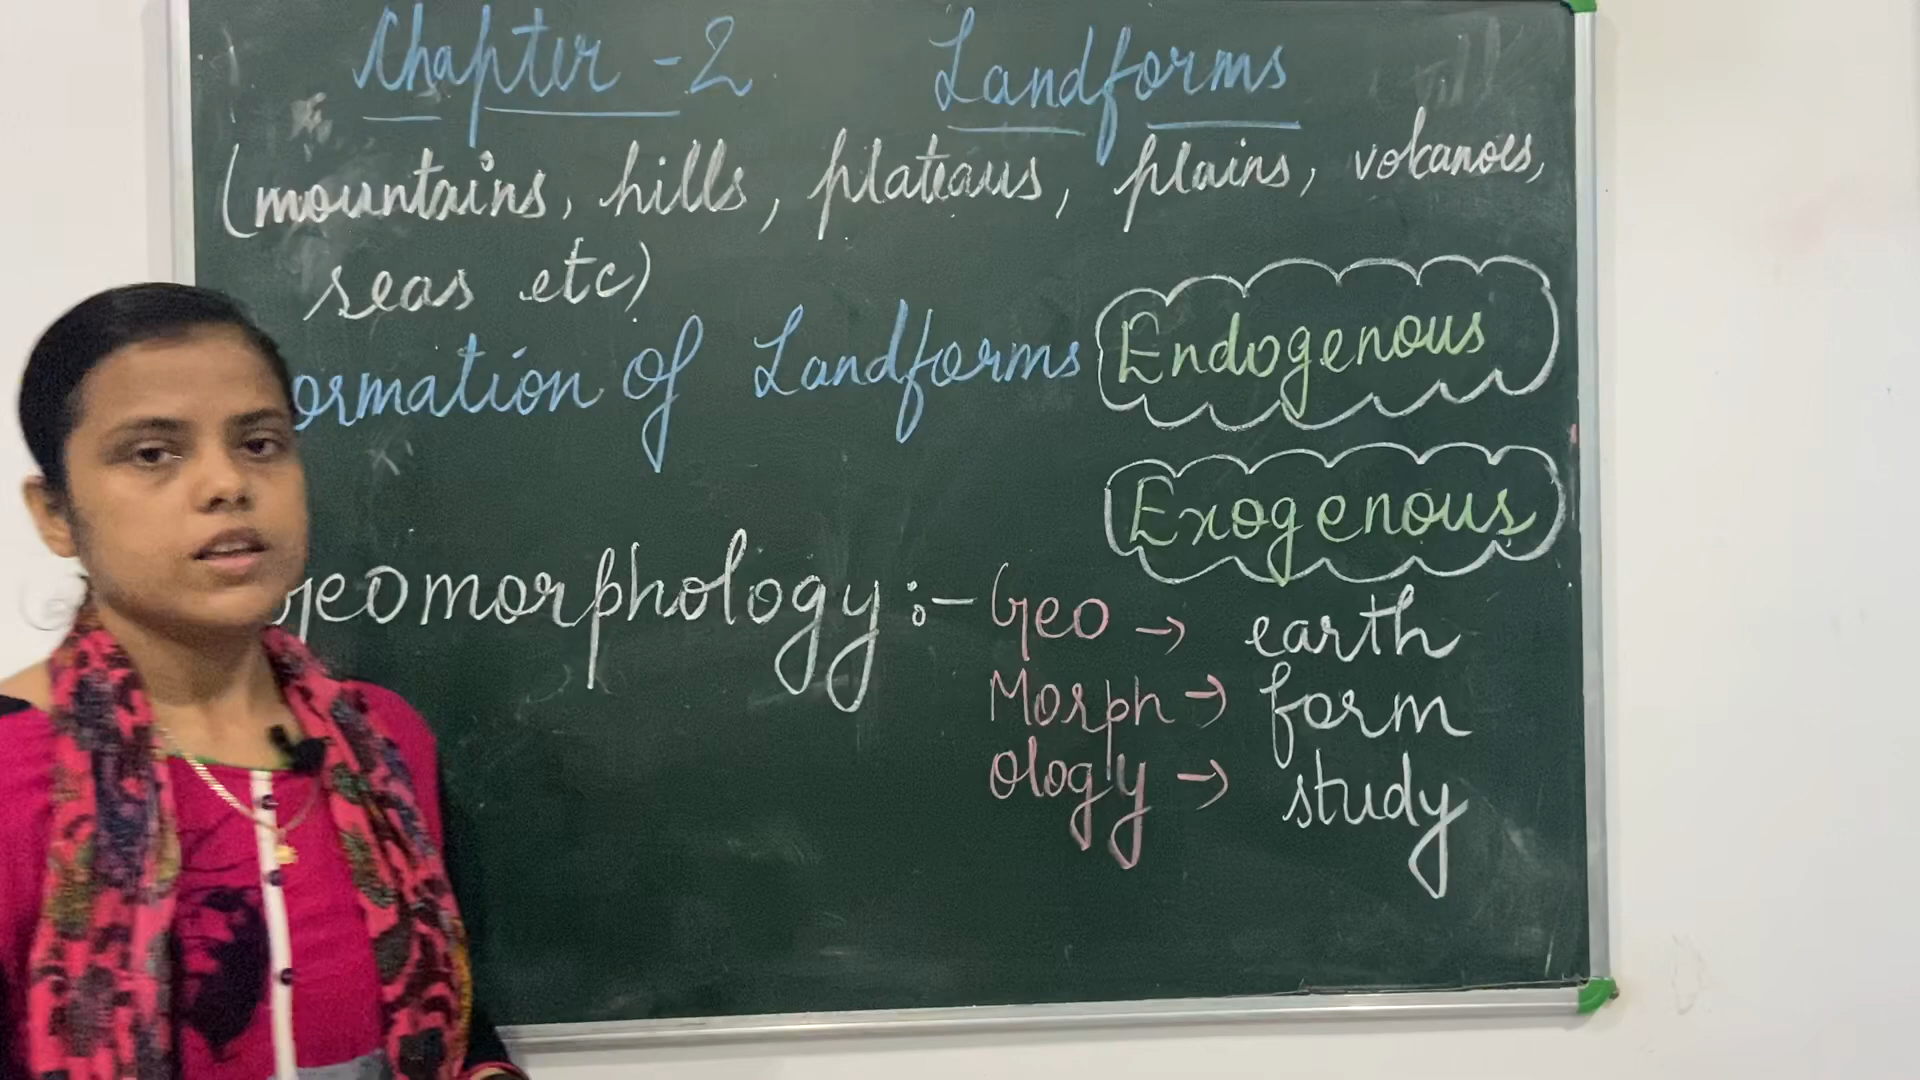 Chapter -2 Landforms
(mountains, hills, plateaus, plains, volcanoes,
seas etc)
ormation of Landforms
Endogenous
Exogenous
Geomorphology :- Geo → earth
Morph → form
ology → study